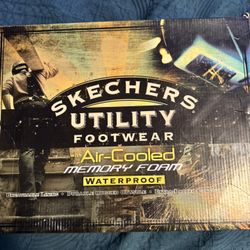 SKECHERS
UTILITY
FOOTWEAR
Air-Cooled
MEMORY FOAM
WATERPROOF